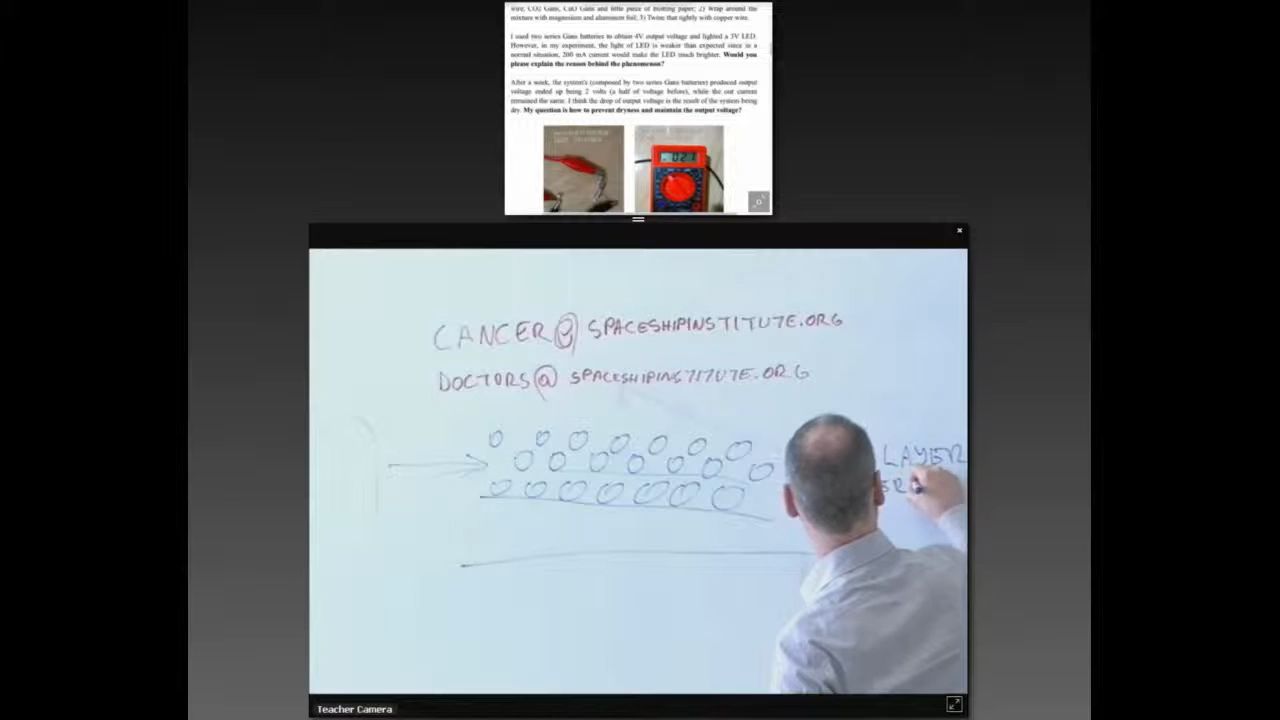 wire, CO2 Gans, CuO Gans and little piece of blotting paper; 2) Wrap around the
mixture with magnesium and aluminum foil; 3) Twine that tightly with copper wire.
I used two series Gans batteries to obtain 4V output voltage and lighted a 3V LED.
However, in my experiment, the light of LED is weaker than expected since in a
normal situation, 200 mA current would make the LED much brighter. Would you
please explain the reason behind the phenomenon?
After a week, the system's (composed by two series Gans batteries) produced output
voltage ended up being 2 volts (a half of voltage before), while the out current
remained the same. I think the drop of output voltage is the result of the system being
dry. My question is how to prevent dryness and maintain the output voltage?
CANCER@SPACESHIPINSTITUTE.ORG
DOCTORS@SPACESHIPINSTITUTE.ORG
LAYER
Teacher Camera